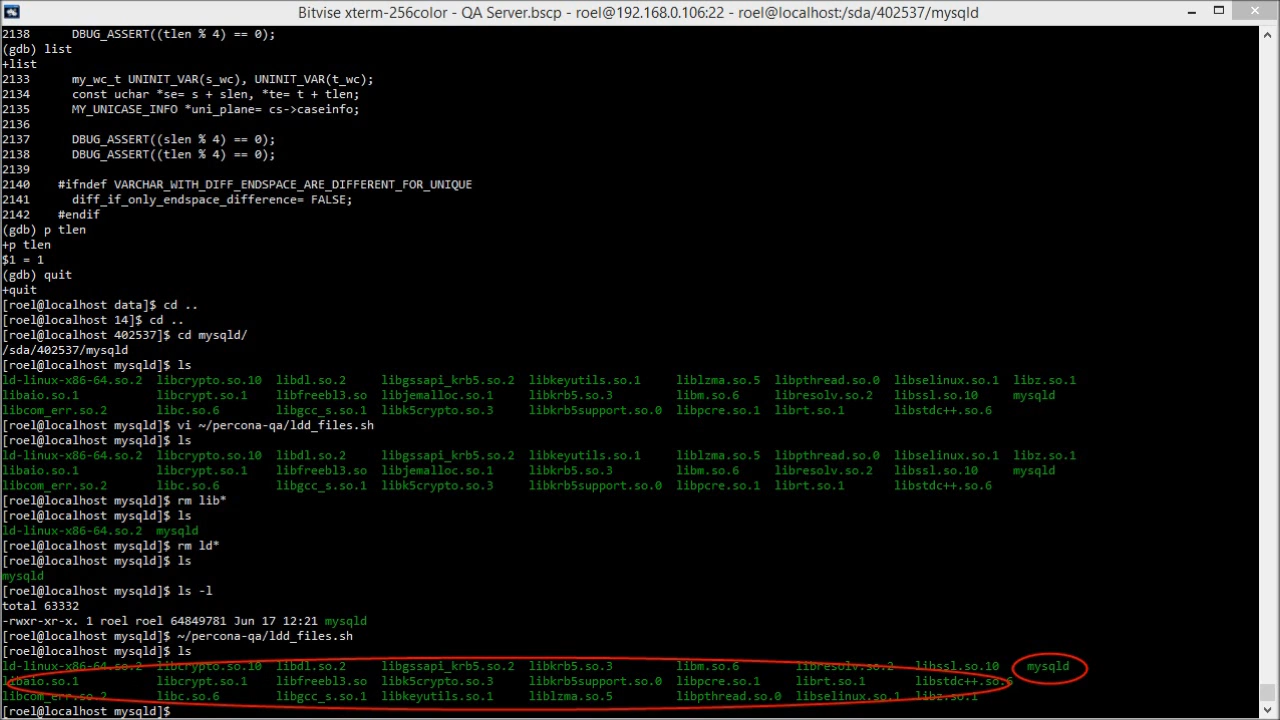 Bitvise xterm-256color - QA Server.bscp - roel@192.168.0.106:22 - roel@localhost:/sda/402537/mysqld
2138      DBUG_ASSERT((tlen % 4) == 0);
(gdb) list
+list
2133      my_wc_t UNINIT_VAR(s_wc), UNINIT_VAR(t_wc);
2134      const uchar *se= s + slen, *te= t + tlen;
2135      MY_UNICASE_INFO *uni_plane= cs->caseinfo;
2136
2137      DBUG_ASSERT((slen % 4) == 0);
2138      DBUG_ASSERT((tlen % 4) == 0);
2139
2140    #ifndef VARCHAR_WITH_DIFF_ENDSPACE_ARE_DIFFERENT_FOR_UNIQUE
2141      diff_if_only_endspace_difference= FALSE;
2142    #endif
(gdb) p tlen
+p tlen
$1 = 1
(gdb) quit
+quit
[roel@localhost data]$ cd ..
[roel@localhost 14]$ cd ..
[roel@localhost 402537]$ cd mysqld/
/sda/402537/mysqld
[roel@localhost mysqld]$ ls
ld-linux-x86-64.so.2  libcrypto.so.10  libdl.so.2      libgssapi_krb5.so.2  libkeyutils.so.1     liblzma.so.5  libpthread.so.0  libselinux.so.1  libz.so.1
libaio.so.1           libcrypt.so.1    libfreebl3.so   libjemalloc.so.1     libkrb5.so.3         libm.so.6     libresolv.so.2   libssl.so.10     mysqld
libcom_err.so.2       libc.so.6        libgcc_s.so.1   libk5crypto.so.3     libkrb5support.so.0  libpcre.so.1  librt.so.1       libstdc++.so.6
[roel@localhost mysqld]$ vi ~/percona-qa/ldd_files.sh
[roel@localhost mysqld]$ ls
ld-linux-x86-64.so.2  libcrypto.so.10  libdl.so.2      libgssapi_krb5.so.2  libkeyutils.so.1     liblzma.so.5  libpthread.so.0  libselinux.so.1  libz.so.1
libaio.so.1           libcrypt.so.1    libfreebl3.so   libjemalloc.so.1     libkrb5.so.3         libm.so.6     libresolv.so.2   libssl.so.10     mysqld
libcom_err.so.2       libc.so.6        libgcc_s.so.1   libk5crypto.so.3     libkrb5support.so.0  libpcre.so.1  librt.so.1       libstdc++.so.6
[roel@localhost mysqld]$ rm lib*
[roel@localhost mysqld]$ ls
ld-linux-x86-64.so.2  mysqld
[roel@localhost mysqld]$ rm ld*
[roel@localhost mysqld]$ ls
mysqld
[roel@localhost mysqld]$ ls -l
total 63332
-rwxr-xr-x. 1 roel roel 64849781 Jun 17 12:21 mysqld
[roel@localhost mysqld]$ ~/percona-qa/ldd_files.sh
[roel@localhost mysqld]$ ls
ld-linux-x86-64.so.2  libcrypto.so.10  libdl.so.2      libgssapi_krb5.so.2  libkrb5.so.3         libm.so.6        libresolv.so.2   libssl.so.10    mysqld
libaio.so.1           libcrypt.so.1    libfreebl3.so   libk5crypto.so.3     libkrb5support.so.0  libpcre.so.1     librt.so.1       libstdc++.so.6
libcom_err.so.2       libc.so.6        libgcc_s.so.1   libkeyutils.so.1     liblzma.so.5         libpthread.so.0  libselinux.so.1  libz.so.1
[roel@localhost mysqld]$